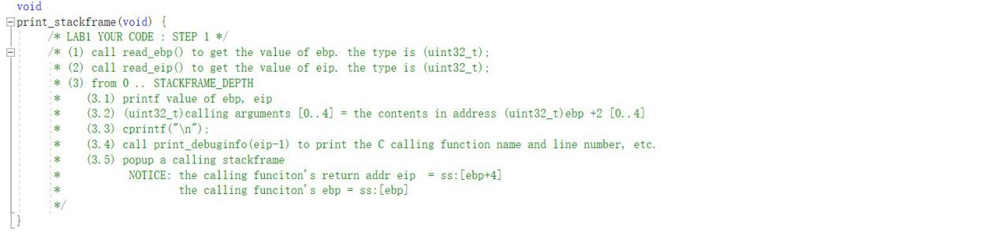 void
print_stackframe(void) {
/* LAB1 YOUR CODE : STEP 1 */
/* (1) call read_ebp() to get the value of ebp. the type is (uint32_t);
* (2) call read_eip() to get the value of eip. the type is (uint32_t);
* (3) from 0 .. STACKFRAME_DEPTH
* (3.1) printf value of ebp, eip
* (3.2) (uint32_t)calling arguments [0..4] = the contents in address (uint32_t)ebp +2 [0..4]
* (3.3) cprintf("\n");
* (3.4) call print_debuginfo(eip-1) to print the C calling function name and line number, etc.
* (3.5) popup a calling stackframe
* NOTICE: the calling funciton's return addr eip = ss:[ebp+4]
* the calling funciton's ebp = ss:[ebp]
*/
}